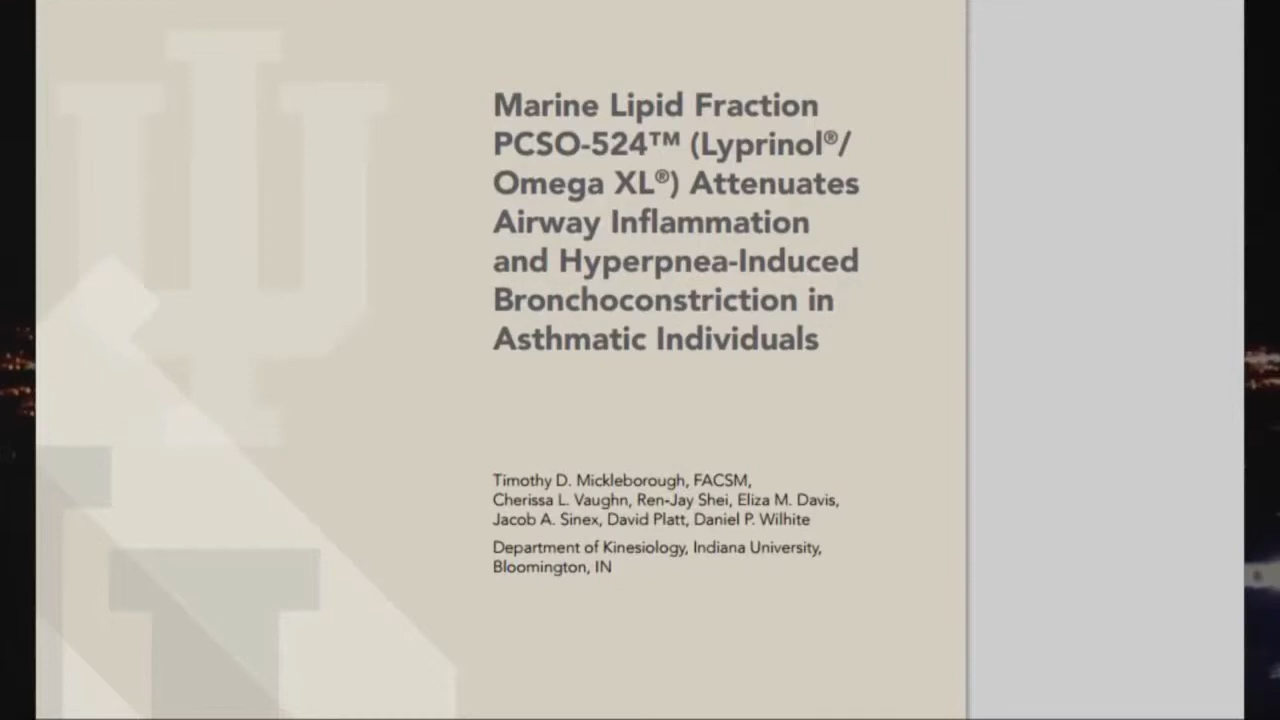 Marine Lipid Fraction
PCSO-524™ (Lyprinol®/
Omega XL®) Attenuates
Airway Inflammation
and Hyperpnea-Induced
Bronchoconstriction in
Asthmatic Individuals
Timothy D. Mickleborough, FACSM,
Cherissa L. Vaughn, Ren-Jay Shei, Eliza M. Davis,
Jacob A. Sinex, David Platt, Daniel P. Wilhite
Department of Kinesiology, Indiana University,
Bloomington, IN